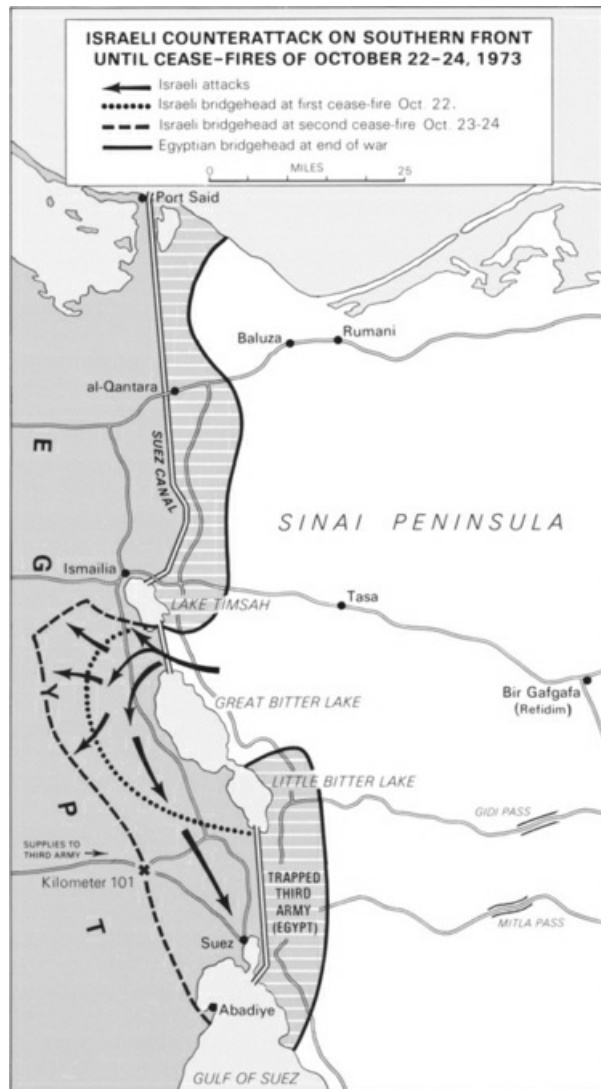 ISRAELI COUNTERATTACK ON SOUTHERN FRONT
UNTIL CEASE-FIRES OF OCTOBER 22-24, 1973
Israeli attacks
Israeli bridgehead at first cease-fire Oct. 22.
Israeli bridgehead at second cease-fire Oct. 23-24
Egyptian bridgehead at end of war
0 MILES 25
Port Said
Baluza
Rumani
al-Qantara
SUEZ CANAL
EGYPT
SINAI PENINSULA
Ismailia
LAKE TIMSAH
Tasa
GREAT BITTER LAKE
Bir Gafgafa
(Refidim)
LITTLE BITTER LAKE
GIDI PASS
SUPPLIES TO
THIRD ARMY
Kilometer 101
TRAPPED
THIRD
ARMY
(EGYPT)
MITLA PASS
Suez
Abadiye
GULF OF SUEZ